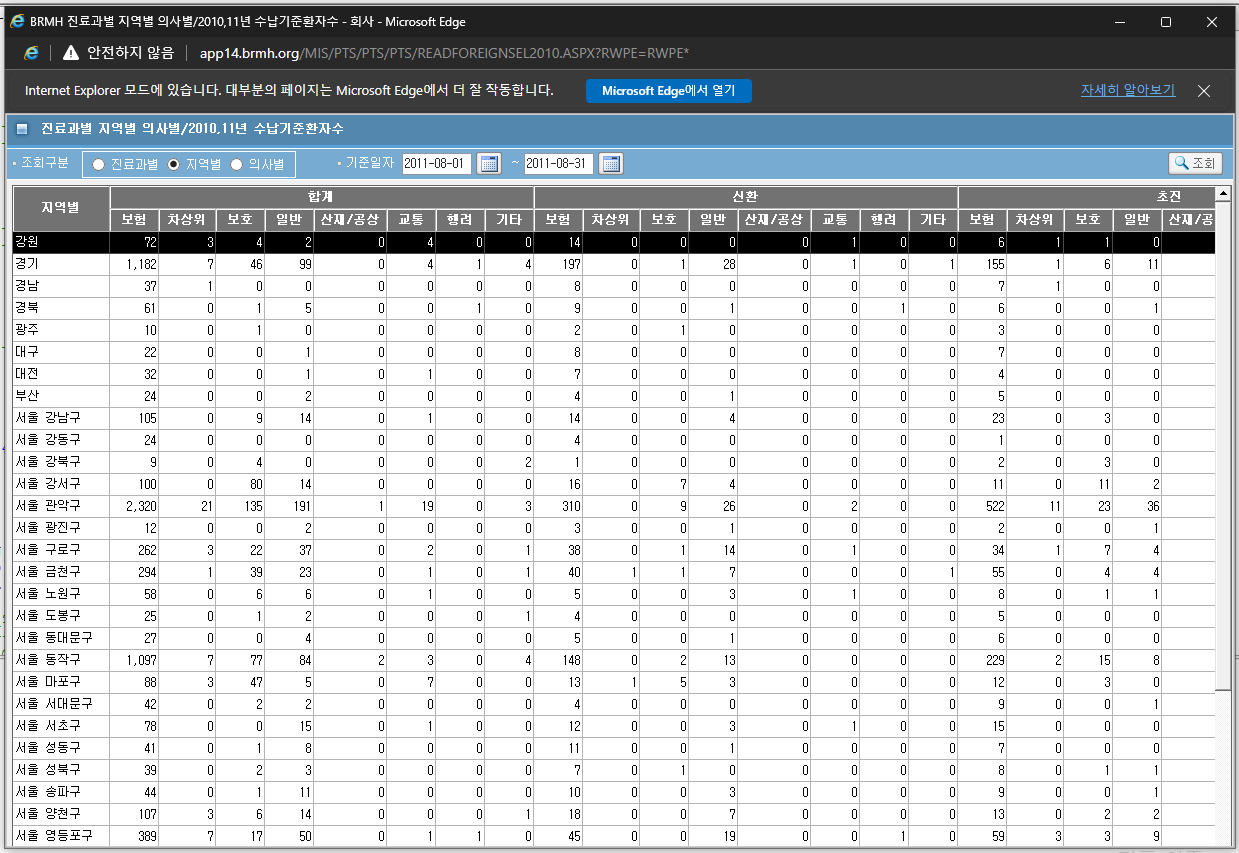 BRMH 진료과별 지역별 의사별/2010,11년 수납기준환자수 - 회사 - Microsoft Edge
안전하지 않음 | app14.brmh.org/MIS/PTS/PTS/PTS/READFOREIGNSEL2010.ASPX?RWPE=RWPE*
Internet Explorer 모드에 있습니다. 대부분의 페이지는 Microsoft Edge에서 더 잘 작동합니다. Microsoft Edge에서 열기 자세히 알아보기
진료과별 지역별 의사별/2010,11년 수납기준환자수
조회구분 진료과별 지역별 의사별 기준일자 2011-08-01 ~ 2011-08-31 조회
지역별 합계 신환 초진
보험 차상위 보호 일반 산재/공상 교통 행려 기타 보험 차상위 보호 일반 산재/공상 교통 행려 기타 보험 차상위 보호 일반 산재/공
강원 72 3 4 2 0 4 0 0 14 0 0 0 0 1 0 0 6 1 1 0
경기 1,182 7 46 99 0 4 1 4 197 0 1 28 0 1 0 1 155 1 6 11
경남 37 1 0 0 0 0 0 0 8 0 0 0 0 0 0 0 7 1 0 0
경북 61 0 1 5 0 0 1 0 9 0 0 1 0 0 1 0 6 0 0 1
광주 10 0 1 0 0 0 0 0 2 0 1 0 0 0 0 0 3 0 0 0
대구 22 0 0 1 0 0 0 0 8 0 0 0 0 0 0 0 7 0 0 0
대전 32 0 0 1 0 1 0 0 7 0 0 0 0 0 0 0 4 0 0 0
부산 24 0 0 2 0 0 0 0 4 0 0 1 0 0 0 0 5 0 0 0
서울 강남구 105 0 9 14 0 1 0 0 14 0 0 4 0 0 0 0 23 0 3 0
서울 강동구 24 0 0 0 0 0 0 0 4 0 0 0 0 0 0 0 1 0 0 0
서울 강북구 9 0 4 0 0 0 0 2 1 0 0 0 0 0 0 0 2 0 3 0
서울 강서구 100 0 80 14 0 0 0 0 16 0 7 4 0 0 0 0 11 0 11 2
서울 관악구 2,320 21 135 191 1 19 0 3 310 0 9 26 0 2 0 0 522 11 23 36
서울 광진구 12 0 0 2 0 0 0 0 3 0 0 1 0 0 0 0 2 0 0 1
서울 구로구 262 3 22 37 0 2 0 1 38 0 1 14 0 1 0 0 34 1 7 4
서울 금천구 294 1 39 23 0 1 0 1 40 1 1 7 0 0 0 1 55 0 4 4
서울 노원구 58 0 6 6 0 1 0 0 5 0 0 3 0 1 0 0 8 0 1 1
서울 도봉구 25 0 1 2 0 0 0 1 4 0 0 0 0 0 0 0 5 0 0 0
서울 동대문구 27 0 0 4 0 0 0 0 5 0 0 1 0 0 0 0 6 0 0 0
서울 동작구 1,097 7 77 84 2 3 0 4 148 0 2 13 0 0 0 0 229 2 15 8
서울 마포구 88 3 47 5 0 7 0 0 13 1 5 3 0 0 0 0 12 0 3 0
서울 서대문구 42 0 2 2 0 0 0 0 4 0 0 0 0 0 0 0 9 0 0 1
서울 서초구 78 0 0 15 0 1 0 0 12 0 0 3 0 1 0 0 15 0 0 0
서울 성동구 41 0 1 8 0 0 0 0 11 0 0 1 0 0 0 0 7 0 0 0
서울 성북구 39 0 2 3 0 0 0 0 7 0 1 0 0 0 0 0 8 0 1 1
서울 송파구 44 0 1 11 0 0 0 0 10 0 0 3 0 0 0 0 9 0 0 1
서울 양천구 107 3 6 14 0 0 0 1 18 0 0 7 0 0 0 0 13 0 2 2
서울 영등포구 389 7 17 50 0 1 1 0 45 0 0 19 0 0 1 0 59 3 3 9